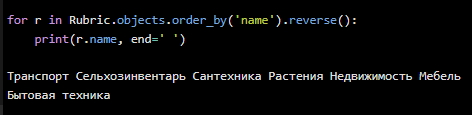 for r in Rubric.objects.order_by('name').reverse():
    print(r.name, end=' ')
Транспорт Сельхозинвентарь Сантехника Растения Недвижимость Мебель
Бытовая техника